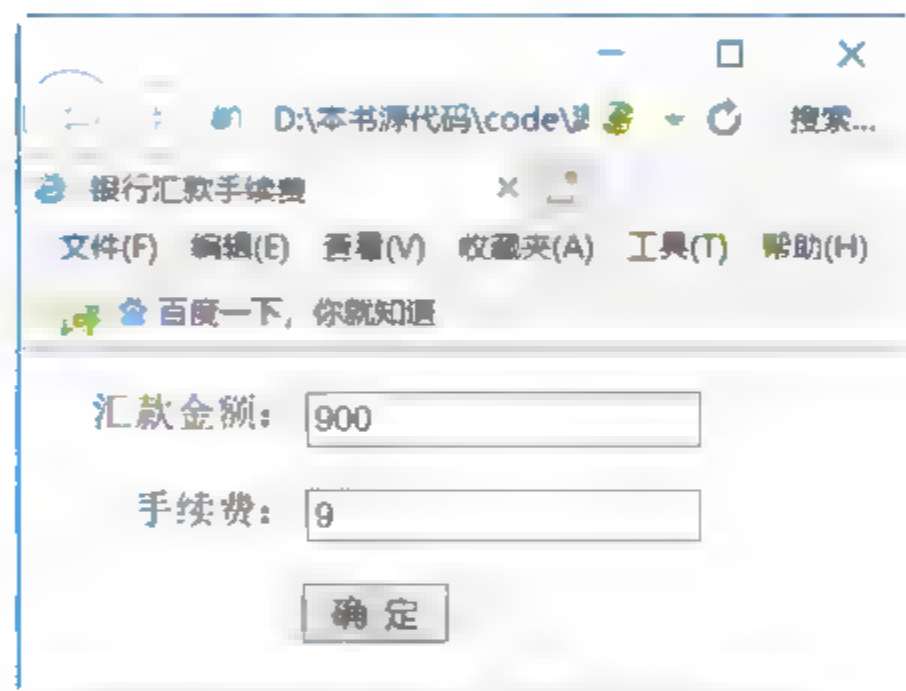 D:\本书源代码\code\ 搜索...
银行汇款手续费
文件(F) 编辑(E) 查看(V) 收藏夹(A) 工具(T) 帮助(H)
百度一下，你就知道
汇款金额：900
手续费：9
确 定